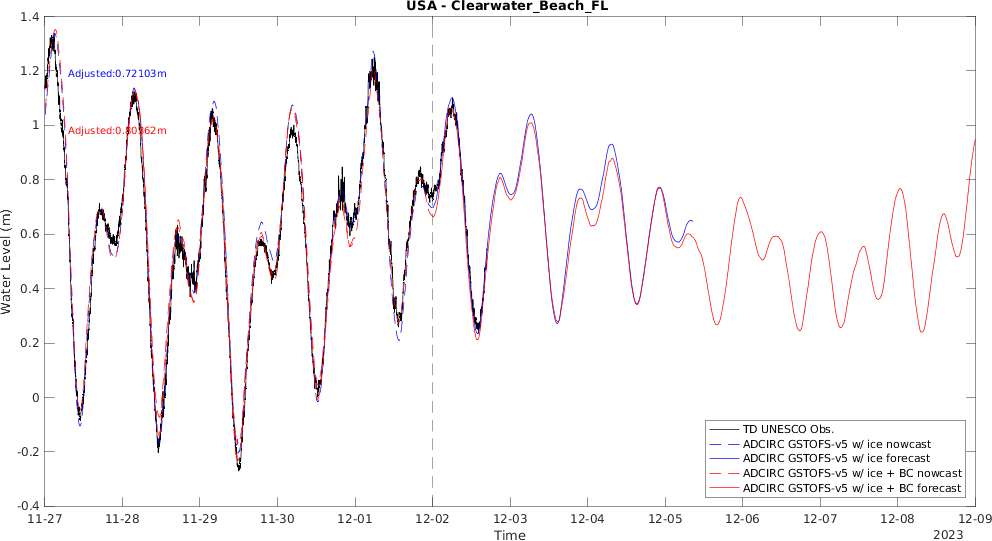 USA - Clearwater_Beach_FL
Water Level (m)
1.4
1.2
1
0.8
0.6
0.4
0.2
0
-0.2
-0.4
Adjusted:0.72103m
Adjusted:0.80962m
TD UNESCO Obs.
ADCIRC GSTOFS-v5 w/ ice nowcast
ADCIRC GSTOFS-v5 w/ ice forecast
ADCIRC GSTOFS-v5 w/ ice + BC nowcast
ADCIRC GSTOFS-v5 w/ ice + BC forecast
11-27 11-28 11-29 11-30 12-01 12-02 12-03 12-04 12-05 12-06 12-07 12-08 12-09
Time
2023